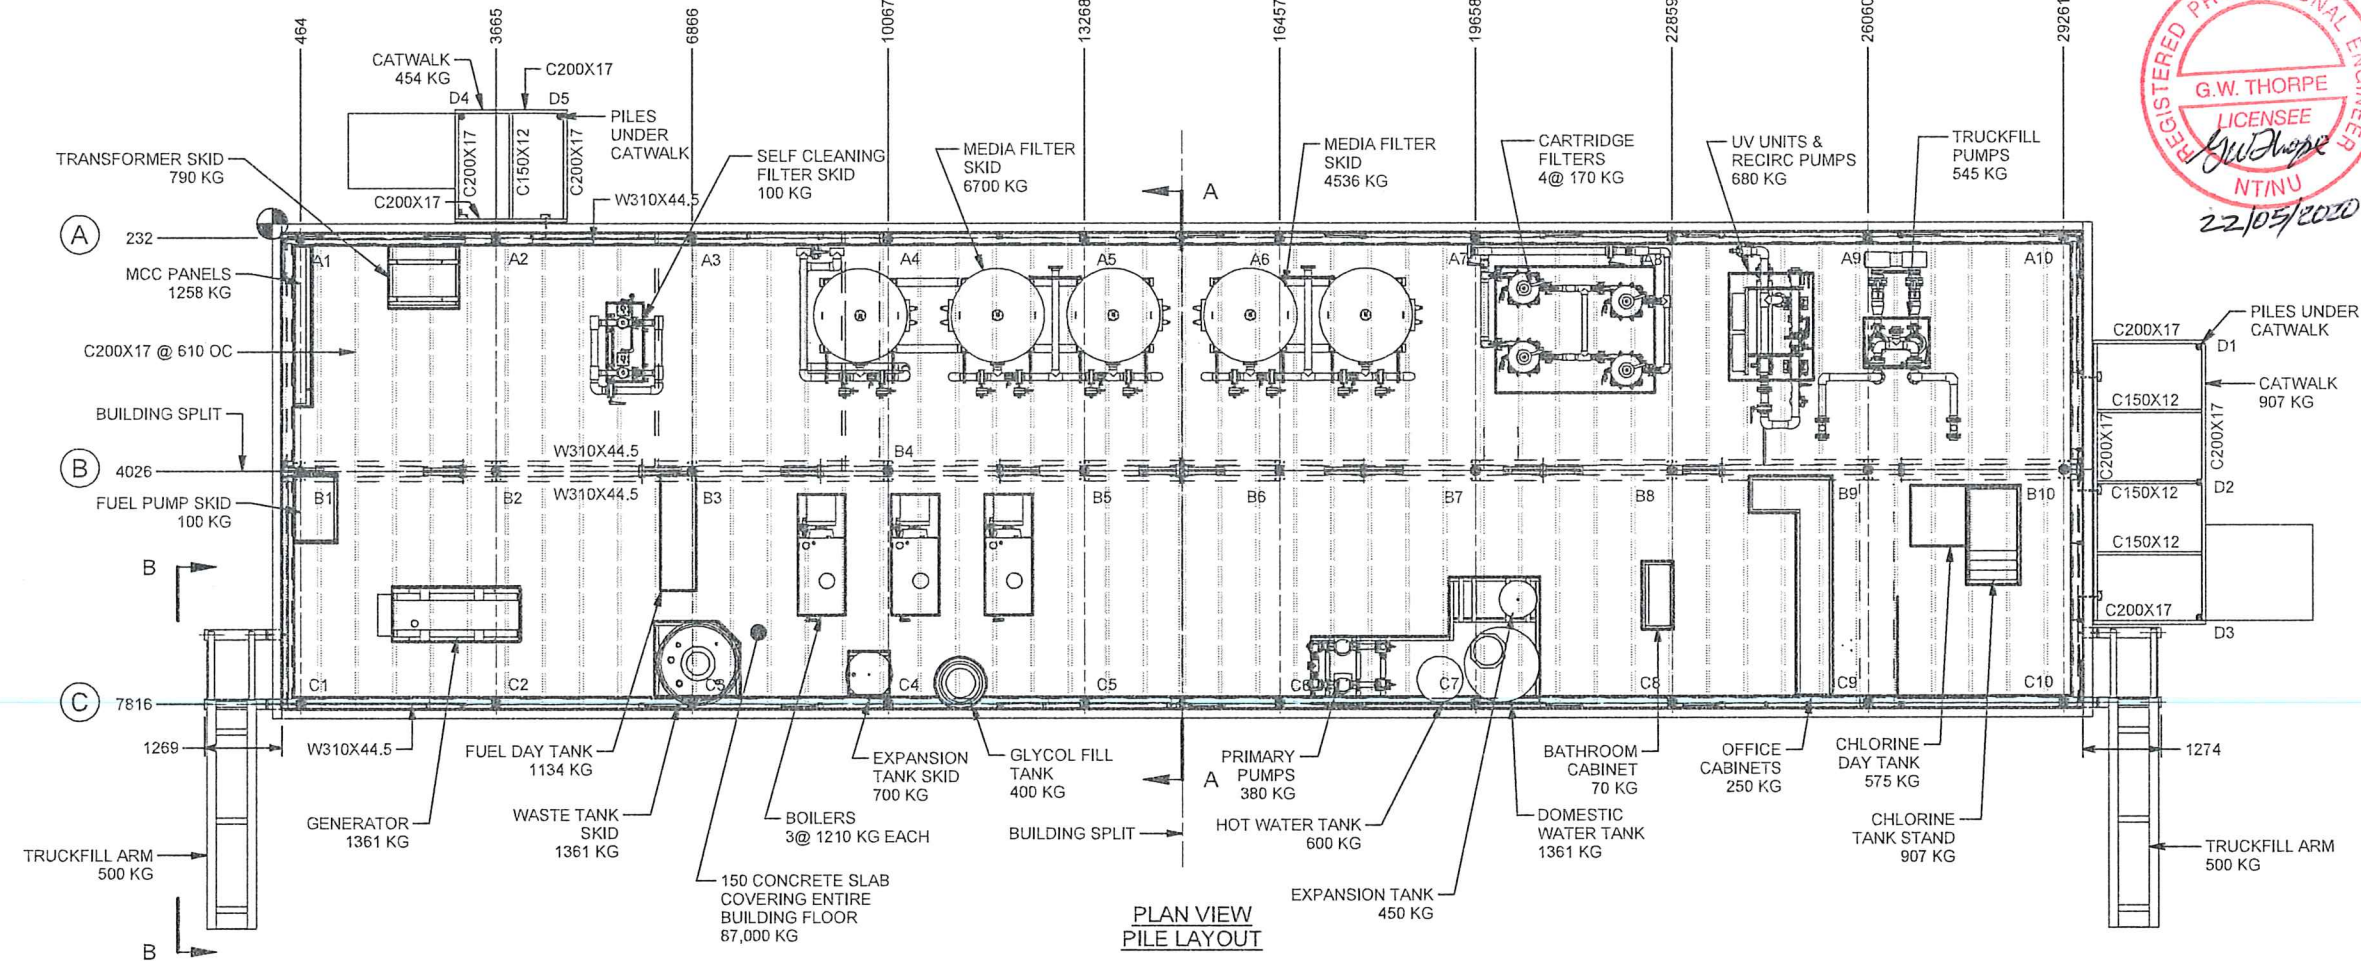 464
3665
6866
10067
13268
16457
19658
22859
26060
29261
REGISTERED
G.W. THORPE
LICENSEE
NT/NU
22/05/2020
CATWALK
454 KG
C200X17
D4
D5
PILES
UNDER
CATWALK
C200X17
C150X12
C200X17
C200X17
W310X44.5
TRANSFORMER SKID
790 KG
SELF CLEANING
FILTER SKID
100 KG
MEDIA FILTER
SKID
6700 KG
A
MEDIA FILTER
SKID
4536 KG
CARTRIDGE
FILTERS
4@ 170 KG
UV UNITS &
RECIRC PUMPS
680 KG
TRUCKFILL
PUMPS
545 KG
A
232
MCC PANELS
1258 KG
A1
A2
A3
A4
A5
A6
A7
A8
A9
A10
C200X17 @ 610 OC
BUILDING SPLIT
B
4026
FUEL PUMP SKID
100 KG
W310X44.5
W310X44.5
B4
B1
B2
B3
B5
B6
B7
B8
B9
B10
PILES UNDER
CATWALK
C200X17
D1
CATWALK
907 KG
C150X12
C200X17
C200X17
C150X12
D2
C150X12
C200X17
D3
B
C1
C2
C3
C4
C5
C6
C7
C8
C9
C10
C
7816
1269
W310X44.5
FUEL DAY TANK
1134 KG
GENERATOR
1361 KG
WASTE TANK
SKID
1361 KG
EXPANSION
TANK SKID
700 KG
GLYCOL FILL
TANK
400 KG
BOILERS
3@ 1210 KG EACH
150 CONCRETE SLAB
COVERING ENTIRE
BUILDING FLOOR
87,000 KG
A
BUILDING SPLIT
PRIMARY
PUMPS
380 KG
HOT WATER TANK
600 KG
EXPANSION TANK
450 KG
BATHROOM
CABINET
70 KG
DOMESTIC
WATER TANK
1361 KG
OFFICE
CABINETS
250 KG
CHLORINE
DAY TANK
575 KG
CHLORINE
TANK STAND
907 KG
1274
TRUCKFILL ARM
500 KG
TRUCKFILL ARM
500 KG
B
PLAN VIEW
PILE LAYOUT